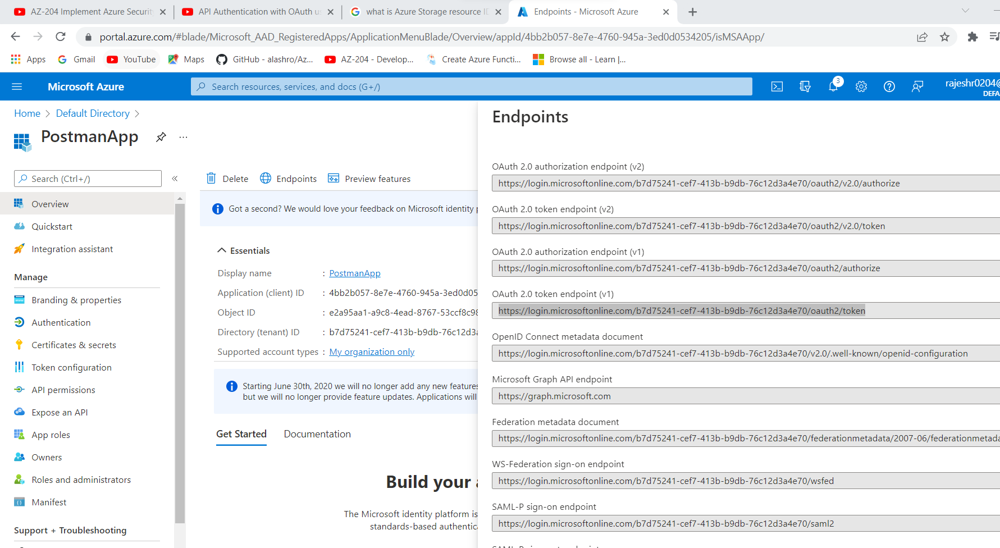 AZ-204 Implement Azure Securit
API Authentication with OAuth u
what is Azure Storage resource ID
Endpoints - Microsoft Azure
portal.azure.com/#blade/Microsoft_AAD_RegisteredApps/ApplicationMenuBlade/Overview/appId/4bb2b057-8e7e-4760-945a-3ed0d0534205/isMSAApp/
Apps
Gmail
YouTube
Maps
GitHub - alashro/Az...
AZ-204 - Develop...
Create Azure Functi...
Browse all - Learn |...
Microsoft Azure
Search resources, services, and docs (G+/)
3
rajeshr0204@
DEFA
Home
Default Directory
PostmanApp
...
Search (Ctrl+/)
«
Overview
Quickstart
Integration assistant
Manage
Branding & properties
Authentication
Certificates & secrets
Token configuration
API permissions
Expose an API
App roles
Owners
Roles and administrators
Manifest
Support + Troubleshooting
Delete
Endpoints
Preview features
Got a second? We would love your feedback on Microsoft identity p
Essentials
Display name : PostmanApp
Application (client) ID : 4bb2b057-8e7e-4760-945a-3ed0d05
Object ID : e2a95aa1-a9c8-4ead-8767-53ccf8c98
Directory (tenant) ID : b7d75241-cef7-413b-b9db-76c12d3a
Supported account types : My organization only
Starting June 30th, 2020 we will no longer add any new features
but we will no longer provide feature updates. Applications will
Get Started
Documentation
Build your a
The Microsoft identity platform is
standards-based authentica
Endpoints
OAuth 2.0 authorization endpoint (v2)
https://login.microsoftonline.com/b7d75241-cef7-413b-b9db-76c12d3a4e70/oauth2/v2.0/authorize
OAuth 2.0 token endpoint (v2)
https://login.microsoftonline.com/b7d75241-cef7-413b-b9db-76c12d3a4e70/oauth2/v2.0/token
OAuth 2.0 authorization endpoint (v1)
https://login.microsoftonline.com/b7d75241-cef7-413b-b9db-76c12d3a4e70/oauth2/authorize
OAuth 2.0 token endpoint (v1)
https://login.microsoftonline.com/b7d75241-cef7-413b-b9db-76c12d3a4e70/oauth2/token
OpenID Connect metadata document
https://login.microsoftonline.com/b7d75241-cef7-413b-b9db-76c12d3a4e70/v2.0/.well-known/openid-configuration
Microsoft Graph API endpoint
https://graph.microsoft.com
Federation metadata document
https://login.microsoftonline.com/b7d75241-cef7-413b-b9db-76c12d3a4e70/federationmetadata/2007-06/federationmetada
WS-Federation sign-on endpoint
https://login.microsoftonline.com/b7d75241-cef7-413b-b9db-76c12d3a4e70/wsfed
SAML-P sign-on endpoint
https://login.microsoftonline.com/b7d75241-cef7-413b-b9db-76c12d3a4e70/saml2